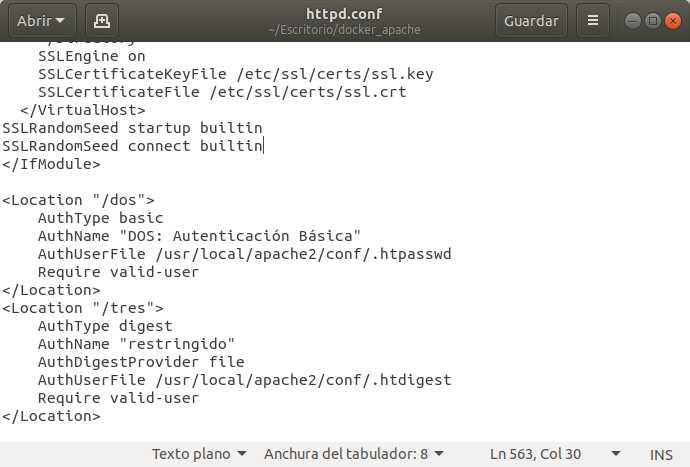 Abrir
httpd.conf
~/Escritorio/docker_apache
Guardar
SSLEngine on
SSLCertificateKeyFile /etc/ssl/certs/ssl.key
SSLCertificateFile /etc/ssl/certs/ssl.crt
</VirtualHost>
SSLRandomSeed startup builtin
SSLRandomSeed connect builtin
</IfModule>
<Location "/dos">
AuthType basic
AuthName "DOS: Autenticación Básica"
AuthUserFile /usr/local/apache2/conf/.htpasswd
Require valid-user
</Location>
<Location "/tres">
AuthType digest
AuthName "restringido"
AuthDigestProvider file
AuthUserFile /usr/local/apache2/conf/.htdigest
Require valid-user
</Location>
Texto plano
Anchura del tabulador: 8
Ln 563, Col 30
INS